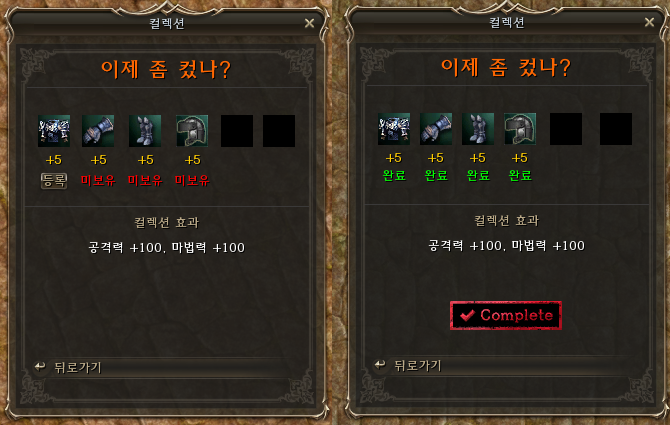 컬렉션
이제 좀 컸나?
+5 +5 +5 +5
등록 미보유 미보유 미보유
컬렉션 효과
공격력 +100, 마법력 +100
뒤로가기
컬렉션
이제 좀 컸나?
+5 +5 +5 +5
완료 완료 완료 완료
컬렉션 효과
공격력 +100, 마법력 +100
Complete
뒤로가기